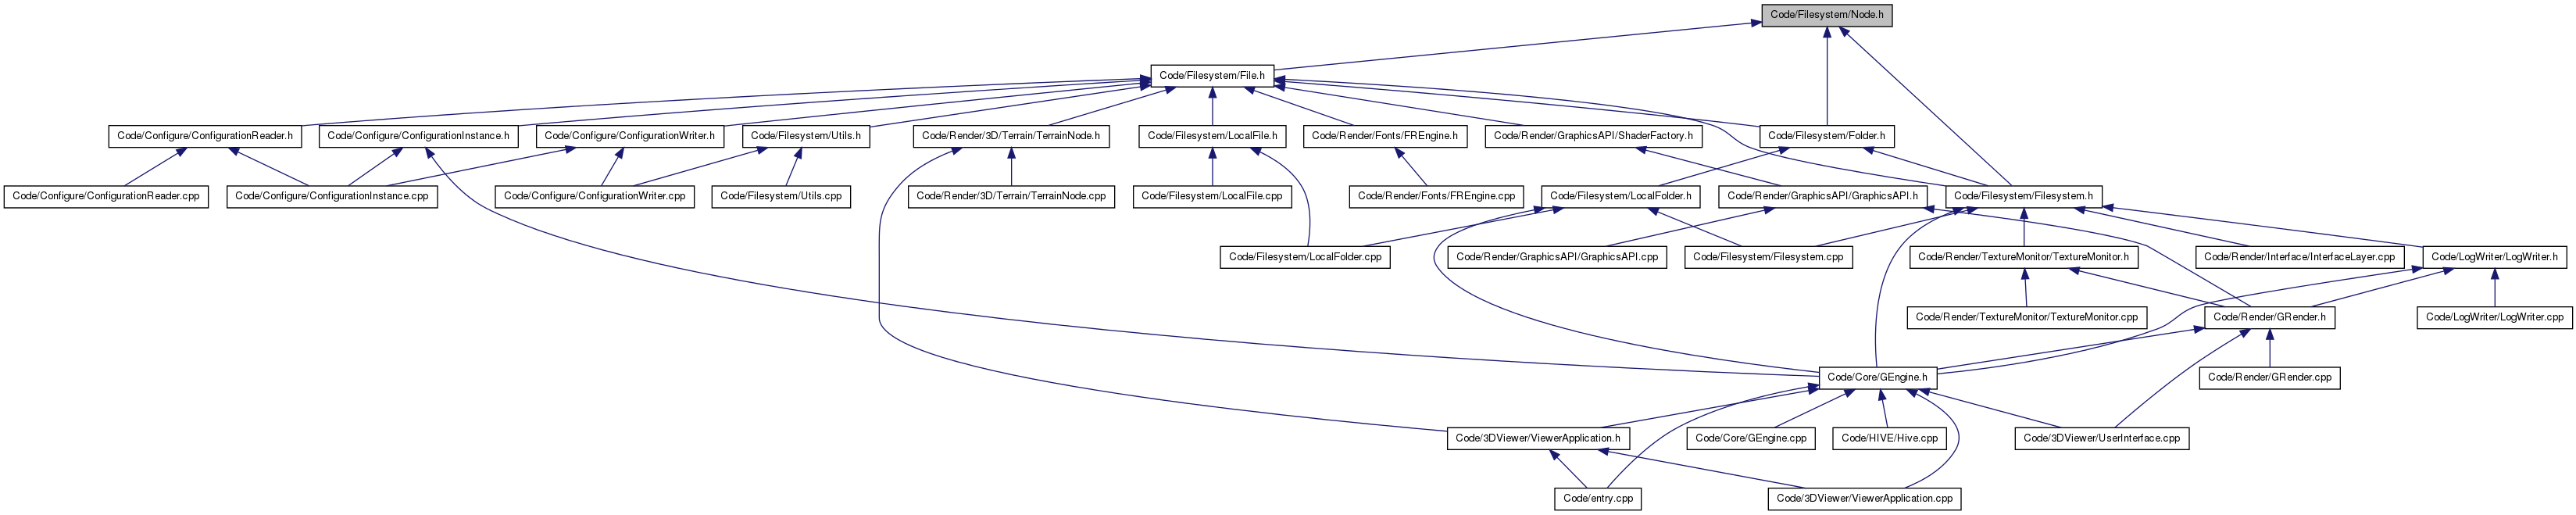 Code/Filesystem/Node.h
Code/Filesystem/File.h
Code/Configure/ConfigurationReader.h
Code/Configure/ConfigurationInstance.h
Code/Configure/ConfigurationWriter.h
Code/Filesystem/Utils.h
Code/Render/3D/Terrain/TerrainNode.h
Code/Filesystem/LocalFile.h
Code/Render/Fonts/FREngine.h
Code/Render/GraphicsAPI/ShaderFactory.h
Code/Filesystem/Folder.h
Code/Configure/ConfigurationReader.cpp
Code/Configure/ConfigurationInstance.cpp
Code/Configure/ConfigurationWriter.cpp
Code/Filesystem/Utils.cpp
Code/Render/3D/Terrain/TerrainNode.cpp
Code/Filesystem/LocalFile.cpp
Code/Render/Fonts/FREngine.cpp
Code/Filesystem/LocalFolder.h
Code/Render/GraphicsAPI/GraphicsAPI.h
Code/Filesystem/Filesystem.h
Code/Filesystem/LocalFolder.cpp
Code/Render/GraphicsAPI/GraphicsAPI.cpp
Code/Filesystem/Filesystem.cpp
Code/Render/TextureMonitor/TextureMonitor.h
Code/Render/Interface/InterfaceLayer.cpp
Code/LogWriter/LogWriter.h
Code/Render/TextureMonitor/TextureMonitor.cpp
Code/Render/GRender.h
Code/LogWriter/LogWriter.cpp
Code/Core/GEngine.h
Code/Render/GRender.cpp
Code/3DViewer/ViewerApplication.h
Code/Core/GEngine.cpp
Code/HIVE/Hive.cpp
Code/3DViewer/UserInterface.cpp
Code/entry.cpp
Code/3DViewer/ViewerApplication.cpp